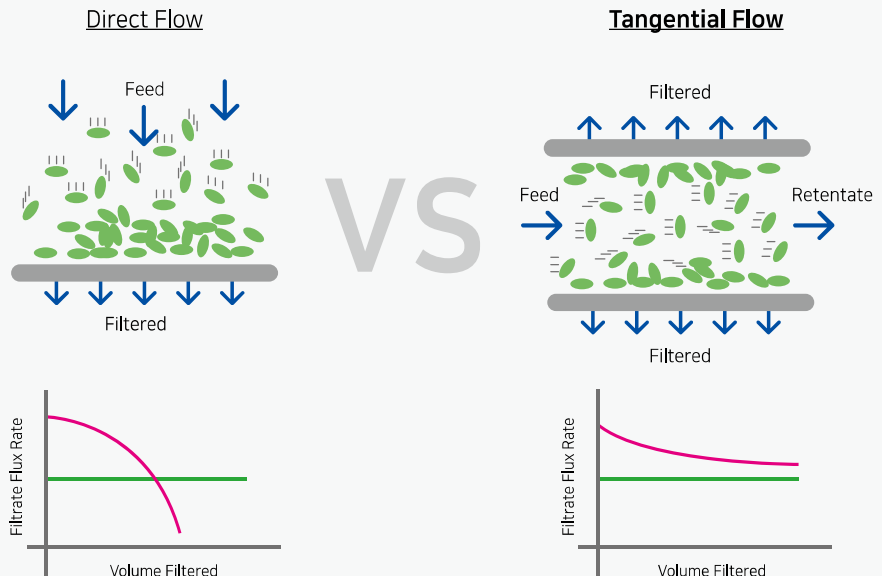 Direct Flow
Tangential Flow
VS
Feed
Filtered
Filtered
Feed
Retentate
Filtered
Filtrate Flux Rate
Volume Filtered
Filtrate Flux Rate
Volume Filtered